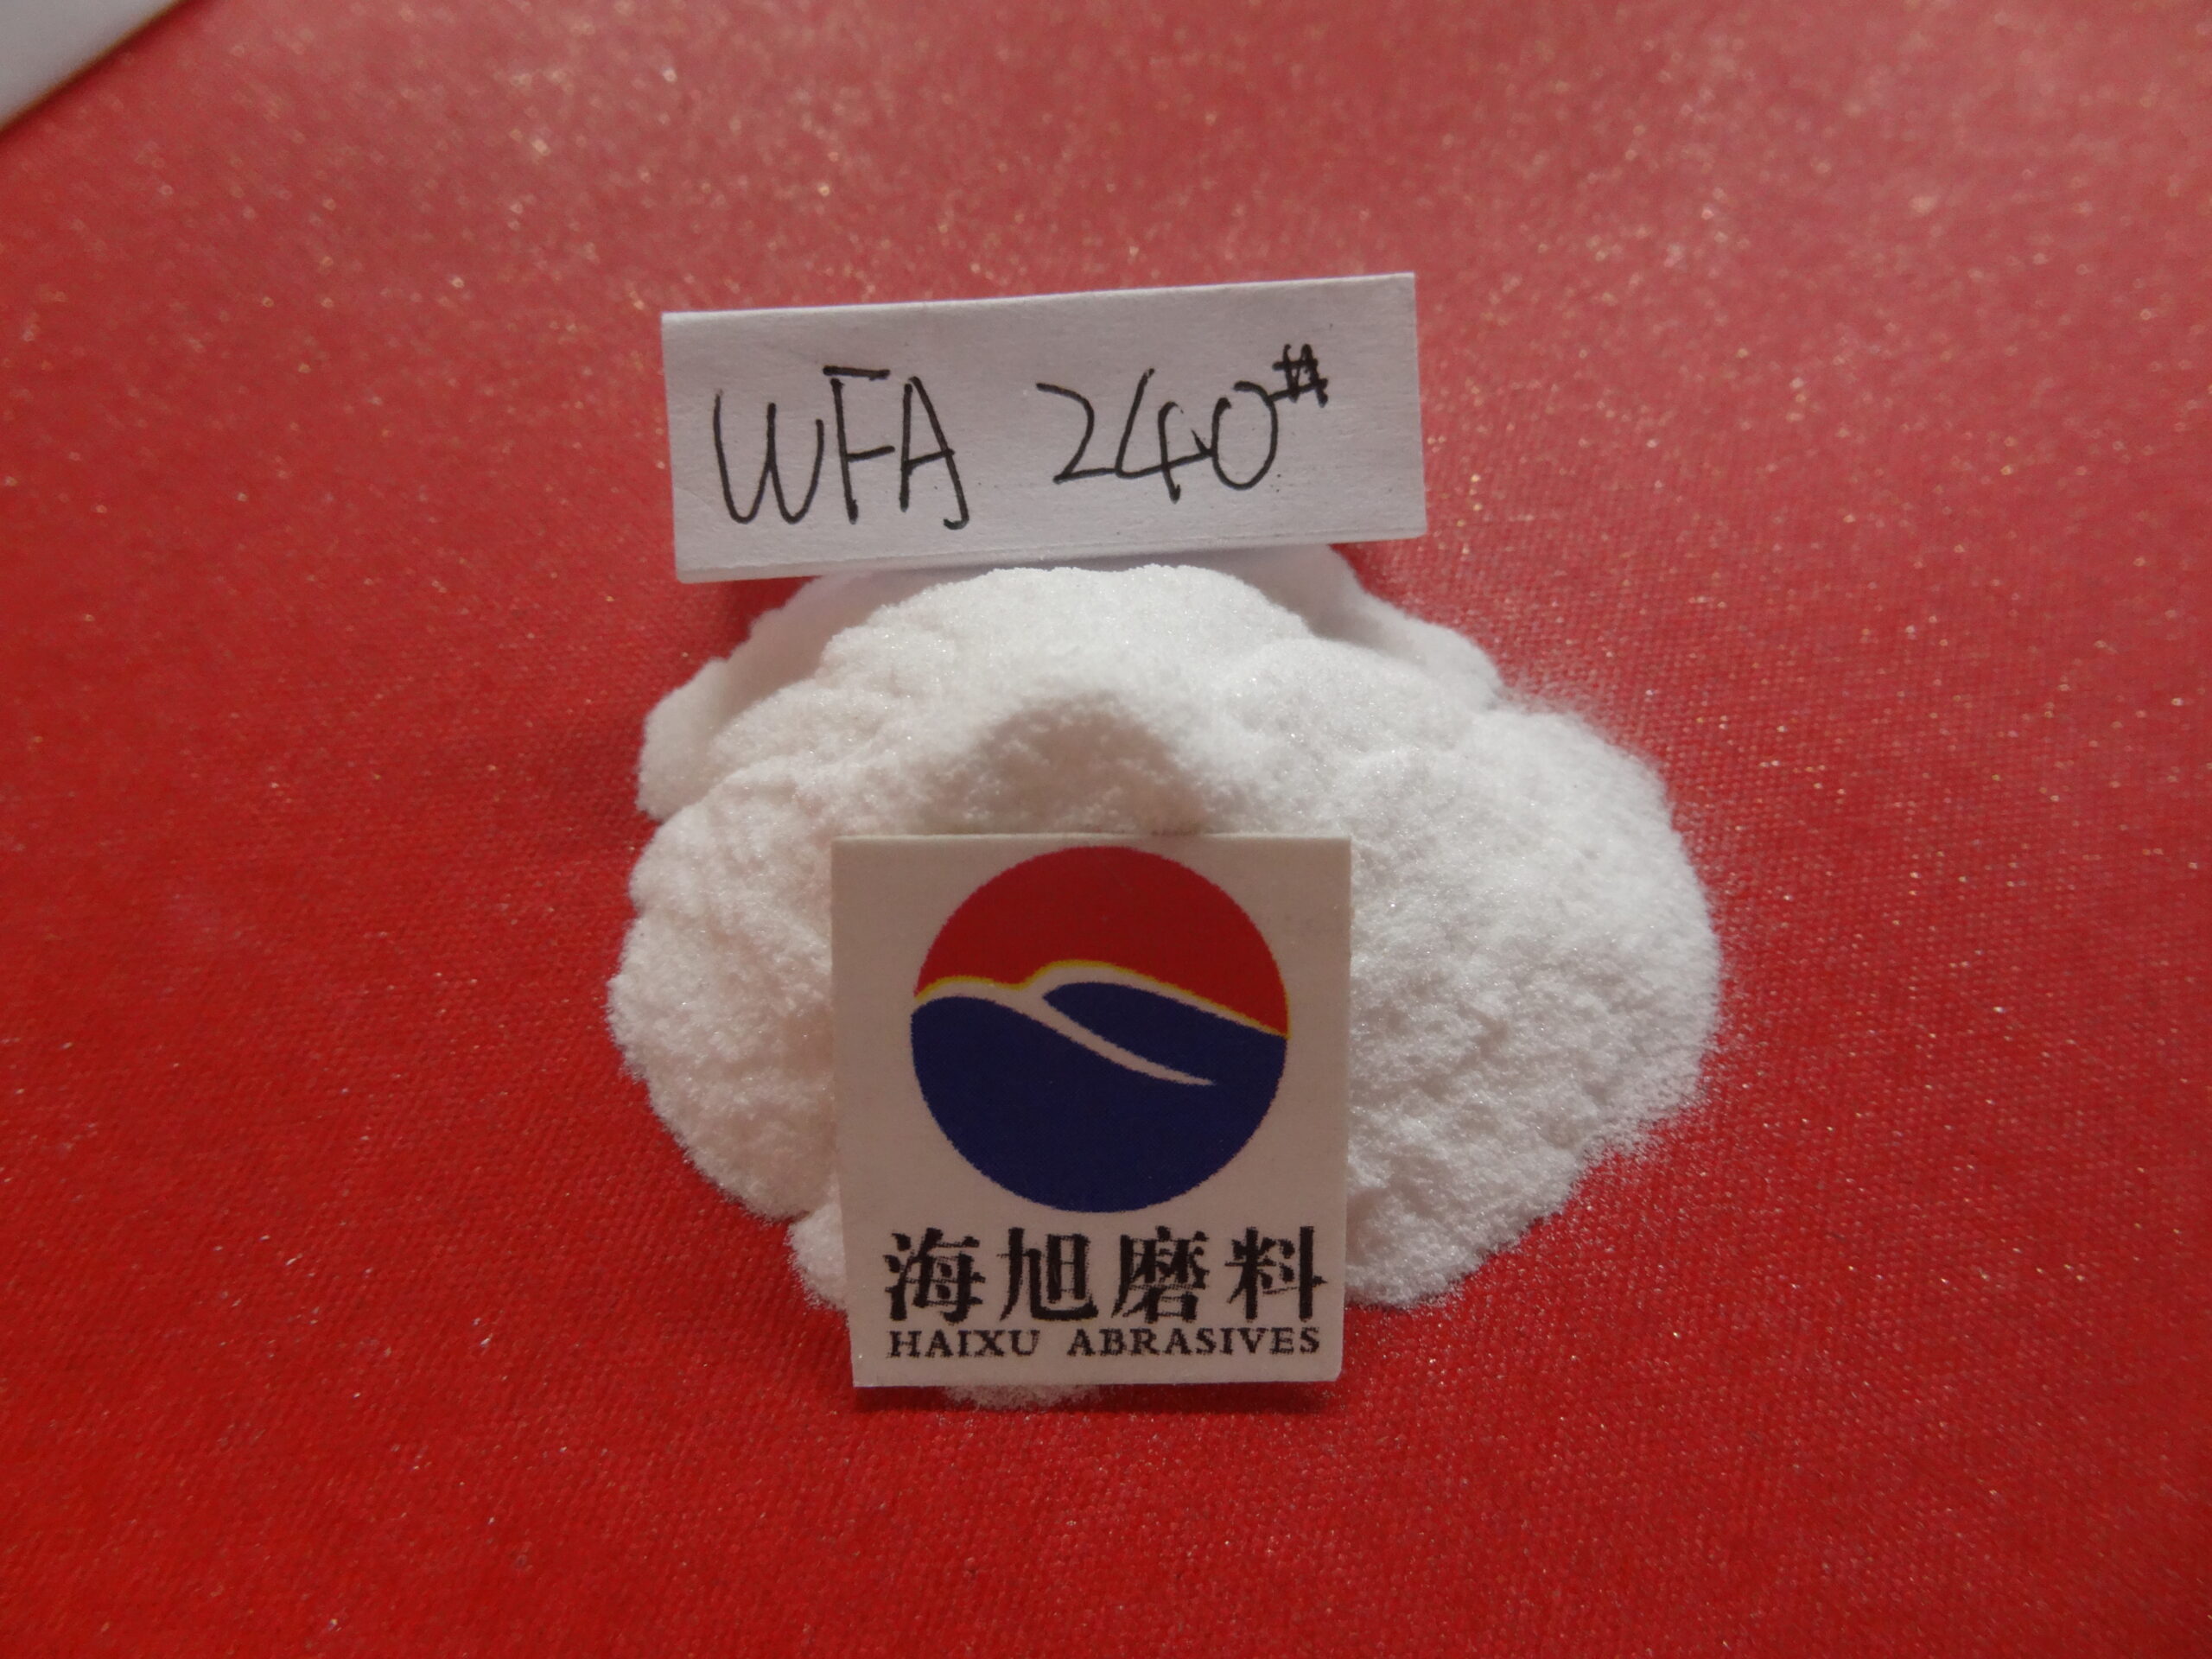 WFA 240#
海旭磨料
HAIXU ABRASIVES